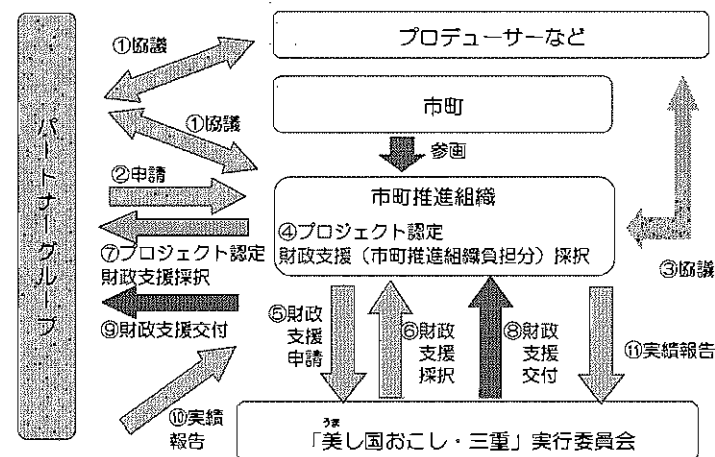 プロデューサーなど
①協議
市町
①協議
参画
②申請
パートナーグループ
市町推進組織
④プロジェクト認定
財政支援（市町推進組織負担分）採択
⑦プロジェクト認定
財政支援採択
③協議
⑨財政支援交付
⑤財政
支援
申請
⑥財政
支援
採択
⑧財政
支援
交付
⑪実績報告
⑩実績
報告
うま
「美し国おこし・三重」実行委員会